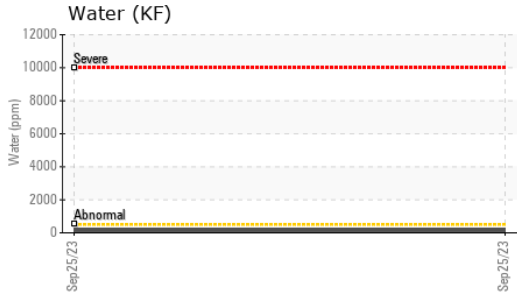 Water (KF)
12000
10000
8000
6000
4000
2000
0
Water (ppm)
Severe
Abnormal
Sep25/23
Sep25/23